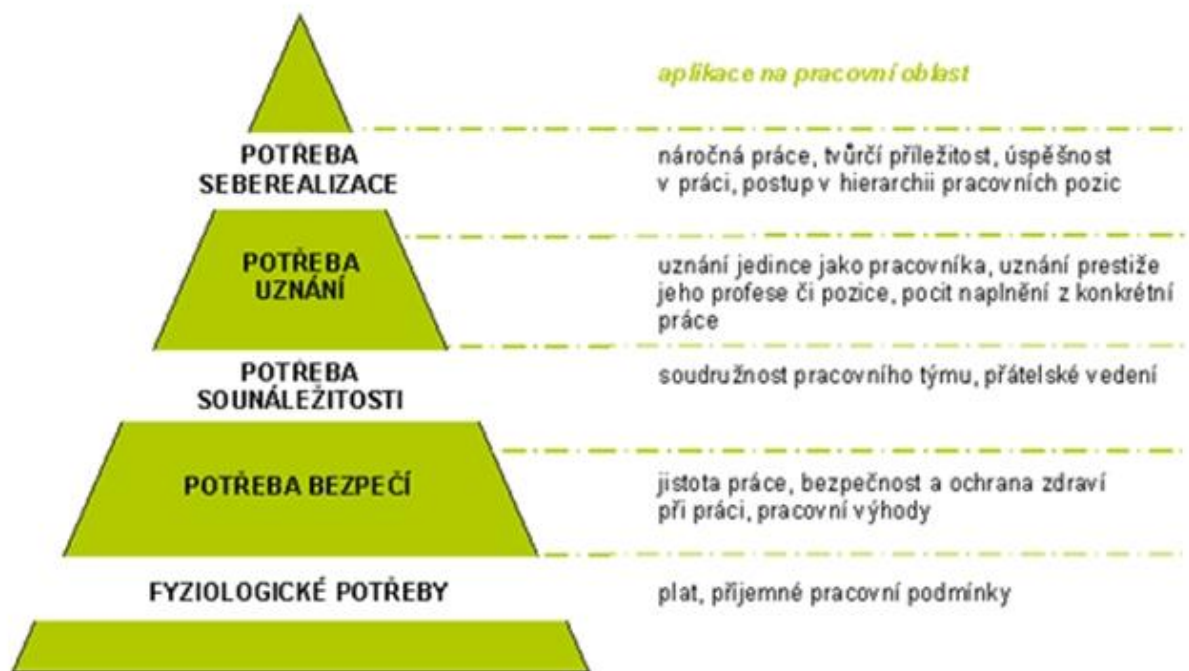 aplikace na pracovní oblast
POTŘEBA
SEBEREALIZACE
náročná práce, tvůrčí příležitost, úspěšnost
v práci, postup v hierarchii pracovních pozic
POTŘEBA
UZNÁNÍ
uznání jedince jako pracovníka, uznání prestiže
jeho profese či pozice, pocit naplnění z konkrétní
práce
POTŘEBA
SOUNÁLEŽITOSTI
soudružnost pracovního týmu, přátelské vedení
POTŘEBA BEZPEČÍ
jistota práce, bezpečnost a ochrana zdraví
při práci, pracovní výhody
FYZIOLOGICKÉ POTŘEBY
plat, příjemné pracovní podmínky